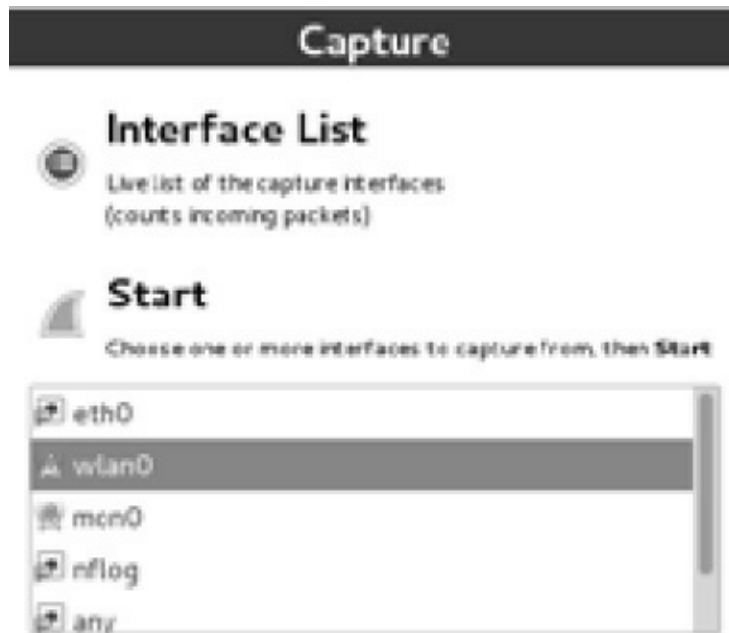 Capture
Interface List
Live list of the capture interfaces
(counts incoming packets)
Start
Choose one or more interfaces to capture from, then Start
eth0
wlan0
mon0
nflog
any